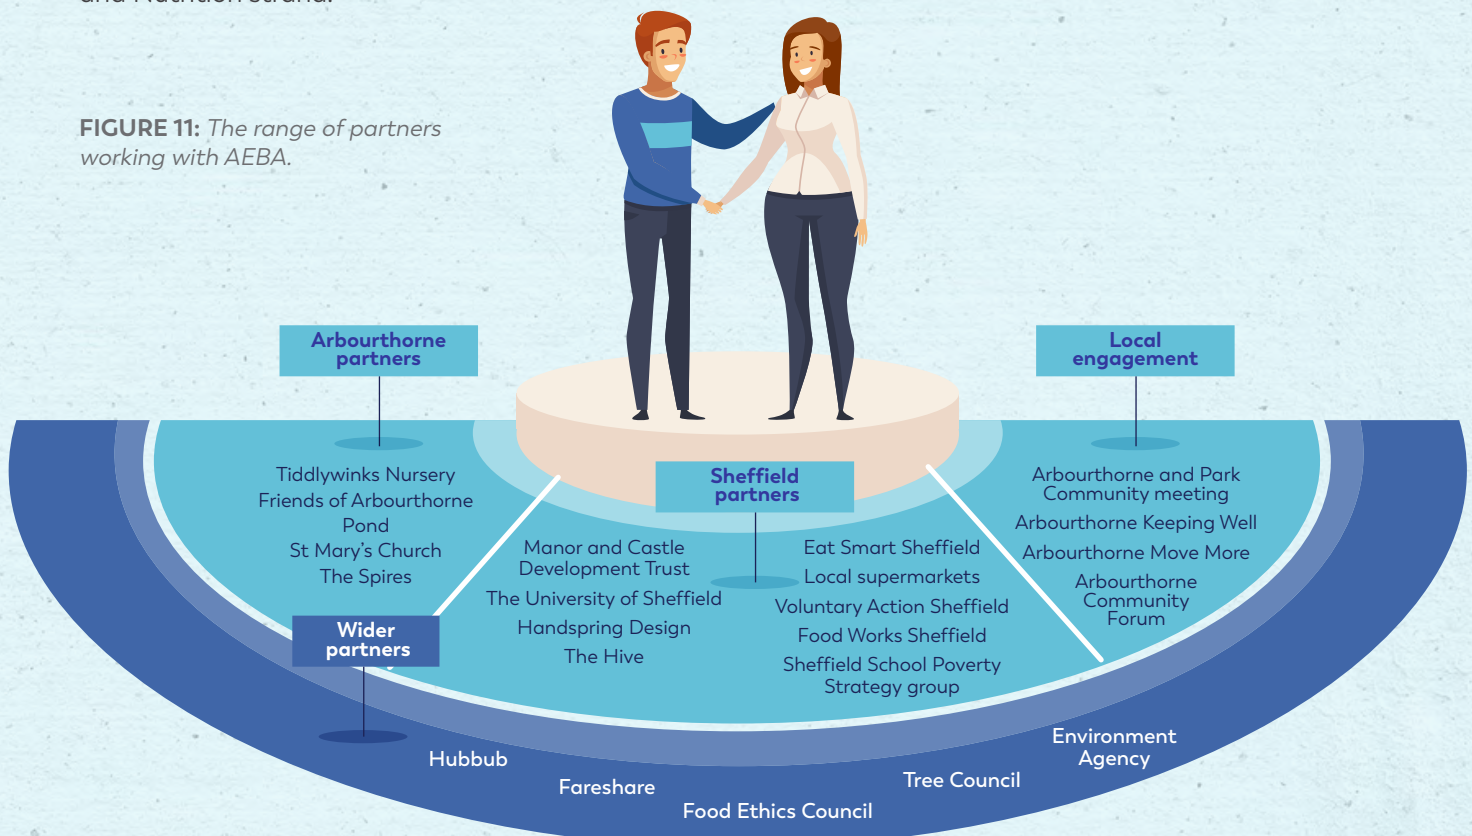 and Nutrition strand.
FIGURE 11: The range of partners
working with AEBA.
Arbourthorne
partners
Tiddlywinks Nursery
Friends of Arbourthorne
Pond
St Mary's Church
The Spires
Sheffield
partners
Manor and Castle
Development Trust
The University of Sheffield
Handspring Design
The Hive
Eat Smart Sheffield
Local supermarkets
Voluntary Action Sheffield
Food Works Sheffield
Sheffield School Poverty
Strategy group
Local
engagement
Arbourthorne and Park
Community meeting
Arbourthorne Keeping Well
Arbourthorne Move More
Arbourthorne
Community
Forum
Wider
partners
Hubbub
Fareshare
Food Ethics Council
Tree Council
Environment
Agency